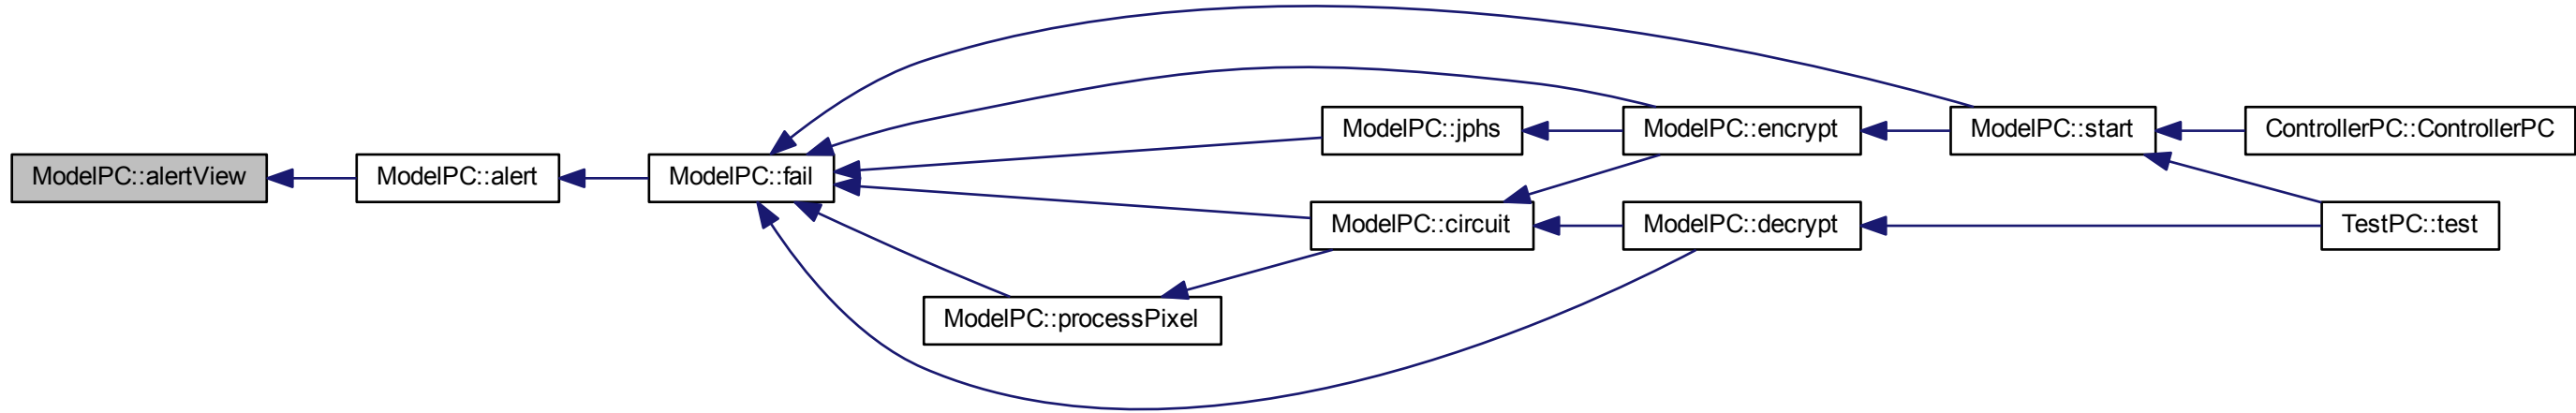 ModelPC::alertView
ModelPC::alert
ModelPC::fail
ModelPC::jphs
ModelPC::encrypt
ModelPC::start
ControllerPC::ControllerPC
ModelPC::circuit
ModelPC::decrypt
TestPC::test
ModelPC::processPixel